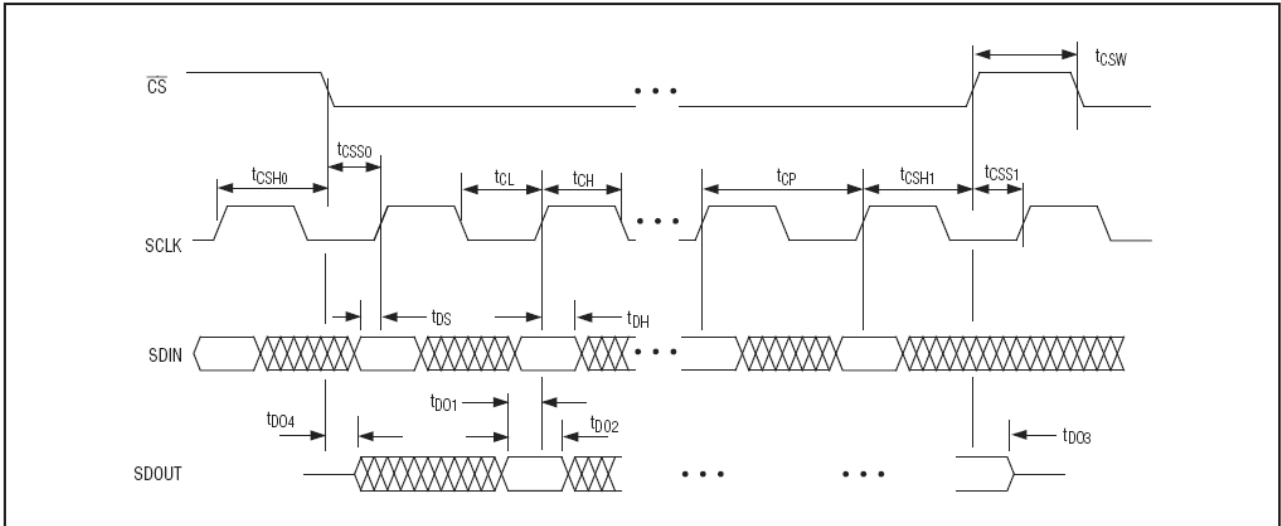 CS
tCSW
tCSS0
tCSH0
tCL
tCH
tCP
tCSH1
tCSS1
SCLK
tDS
tDH
SDIN
tDO4
tDO1
tDO2
tDO3
SDOUT